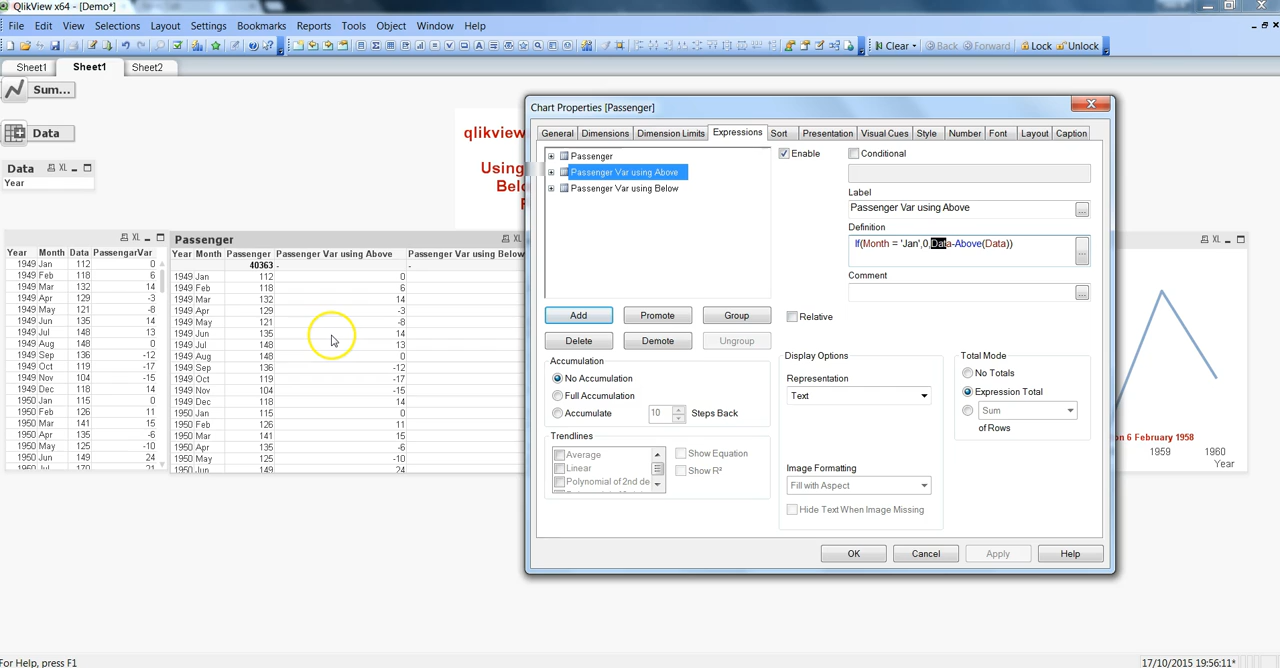 QlikView x64 - [Demo*]
File Edit View Selections Layout Settings Bookmarks Reports Tools Object Window Help
Clear Back Forward Lock Unlock
Sheet1 Sheet1 Sheet2
Sum...
Data
Data XL
Year
qlikview
Using
Below
XL
Year Month Data PassengarVar
1949 Jan 112 0
1949 Feb 118 6
1949 Mar 132 14
1949 Apr 129 -3
1949 May 121 -8
1949 Jun 135 14
1949 Jul 148 13
1949 Aug 148 0
1949 Sep 136 -12
1949 Oct 119 -17
1949 Nov 104 -15
1949 Dec 118 14
1950 Jan 115 0
1950 Feb 126 11
1950 Mar 141 15
1950 Apr 135 -6
1950 May 125 -10
1950 Jun 149 24
1950 Jul 170 21
Passenger XL
Year Month Passenger Passenger Var using Above Passenger Var using Below
40363 - -
1949 Jan 112 0
1949 Feb 118 6
1949 Mar 132 14
1949 Apr 129 -3
1949 May 121 -8
1949 Jun 135 14
1949 Jul 148 13
1949 Aug 148 0
1949 Sep 136 -12
1949 Oct 119 -17
1949 Nov 104 -15
1949 Dec 118 14
1950 Jan 115 0
1950 Feb 126 11
1950 Mar 141 15
1950 Apr 135 -6
1950 May 125 -10
1950 Jun 149 24
Chart Properties [Passenger]
General Dimensions Dimension Limits Expressions Sort Presentation Visual Cues Style Number Font Layout Caption
Passenger
Passenger Var using Above
Passenger Var using Below
Enable Conditional
Label
Passenger Var using Above ...
Definition
If(Month = 'Jan',0,Data-Above(Data))
...
Comment
...
Add Promote Group
Delete Demote Ungroup
Relative
Accumulation
No Accumulation
Full Accumulation
Accumulate 10 Steps Back
Trendlines
Average
Linear
Polynomial of 2nd de
Show Equation
Show R²
Display Options
Representation
Text
Image Formatting
Fill with Aspect
Hide Text When Image Missing
Total Mode
No Totals
Expression Total
Sum
of Rows
OK Cancel Apply Help
XL
on 6 February 1958
1959 1960
Year
For Help, press F1
17/10/2015 19:56:11*